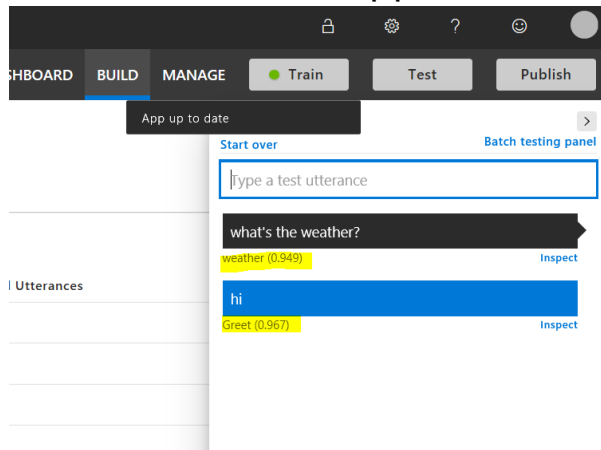 ?
SHBOARD BUILD MANAGE Train Test Publish
App up to date
>
Start over Batch testing panel
Type a test utterance
what's the weather?
weather (0.949) Inspect
Utterances
hi
Greet (0.967) Inspect